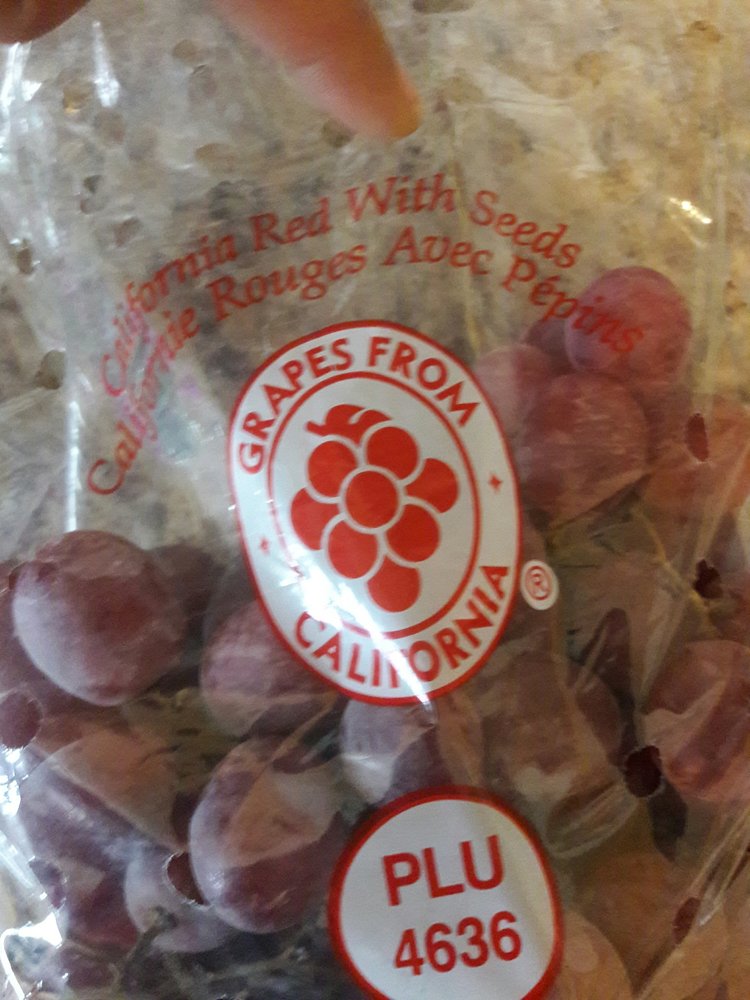 California Red With Seeds
Californie Rouges Avec Pépins
GRAPES FROM
CALIFORNIA
®
PLU
4636